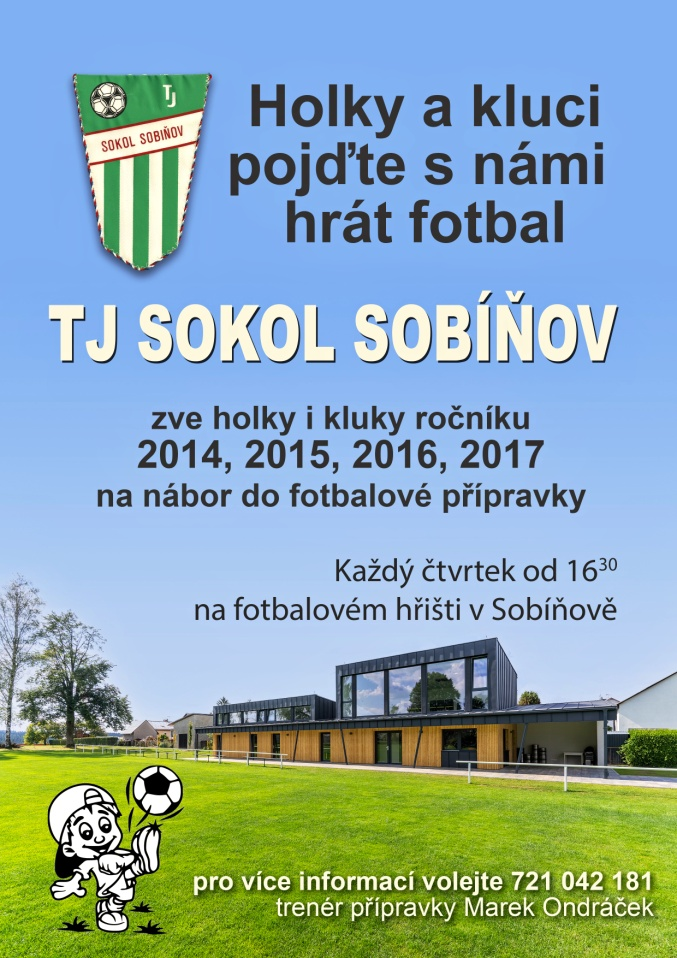 TJ
SOKOL SOBIŇOV
Holky a kluci
pojďte s námi
hrát fotbal
TJ SOKOL SOBÍŇOV
zve holky i kluky ročníku
2014, 2015, 2016, 2017
na nábor do fotbalové přípravky
Každý čtvrtek od 16³⁰
na fotbalovém hřišti v Sobíňově
pro více informací volejte 721 042 181
trenér přípravky Marek Ondráček